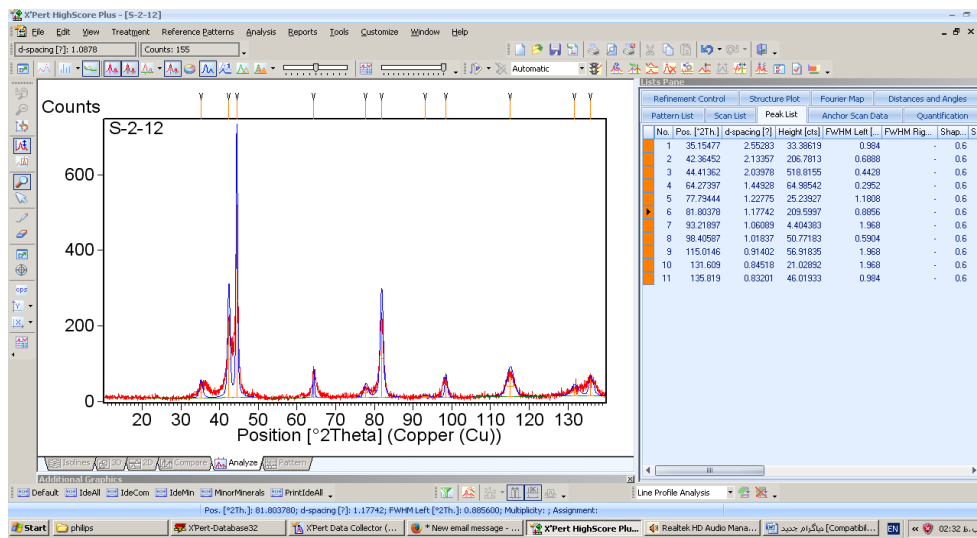 X'Pert HighScore Plus - [S-2-12]
File Edit View Treatment Reference Patterns Analysis Reports Tools Customize Window Help
d-spacing [?]: 1.0878 Counts: 155
Automatic
Lists Pane
Refinement Control Structure Plot Fourier Map Distances and Angles
Pattern List Scan List Peak List Anchor Scan Data Quantification
No. Pos. [°2Th.] d-spacing [?] Height [cts] FWHM Left [... FWHM Rig... Shap... S
1 35.15477 2.55283 33.38619 0.984 - 0.6
2 42.36452 2.13357 206.7813 0.6888 - 0.6
3 44.41362 2.03978 518.8155 0.4428 - 0.6
4 64.27397 1.44928 64.98542 0.2952 - 0.6
5 77.79444 1.22775 25.23927 1.1808 - 0.6
6 81.80378 1.17742 209.5997 0.8856 - 0.6
7 93.21897 1.06089 4.404383 1.968 - 0.6
8 98.40587 1.01837 50.77183 0.5904 - 0.6
9 115.0146 0.91402 56.91835 1.968 - 0.6
10 131.609 0.84518 21.02892 1.968 - 0.6
11 135.819 0.83201 46.01933 0.984 - 0.6
Counts
S-2-12
600
400
200
0
20 30 40 50 60 70 80 90 100 110 120 130
Position [°2Theta] (Copper (Cu))
cps
Isolines 3D 2D Compare Analyze Pattern
Additional Graphics
Default IdeAll IdeCom IdeMin MinorMinerals PrintIdeAll
Line Profile Analysis
Pos. [°2Th.]: 81.803780; d-spacing [?]: 1.17742; FWHM Left [°2Th.]: 0.885600; Multiplicity: ; Assignment:
Start philips X'Pert-Database32 X'Pert Data Collector (... * New email message - ... X'Pert HighScore Plu... Realtek HD Audio Mana... دیاگرام جدید [Compatibil... EN « 02:32